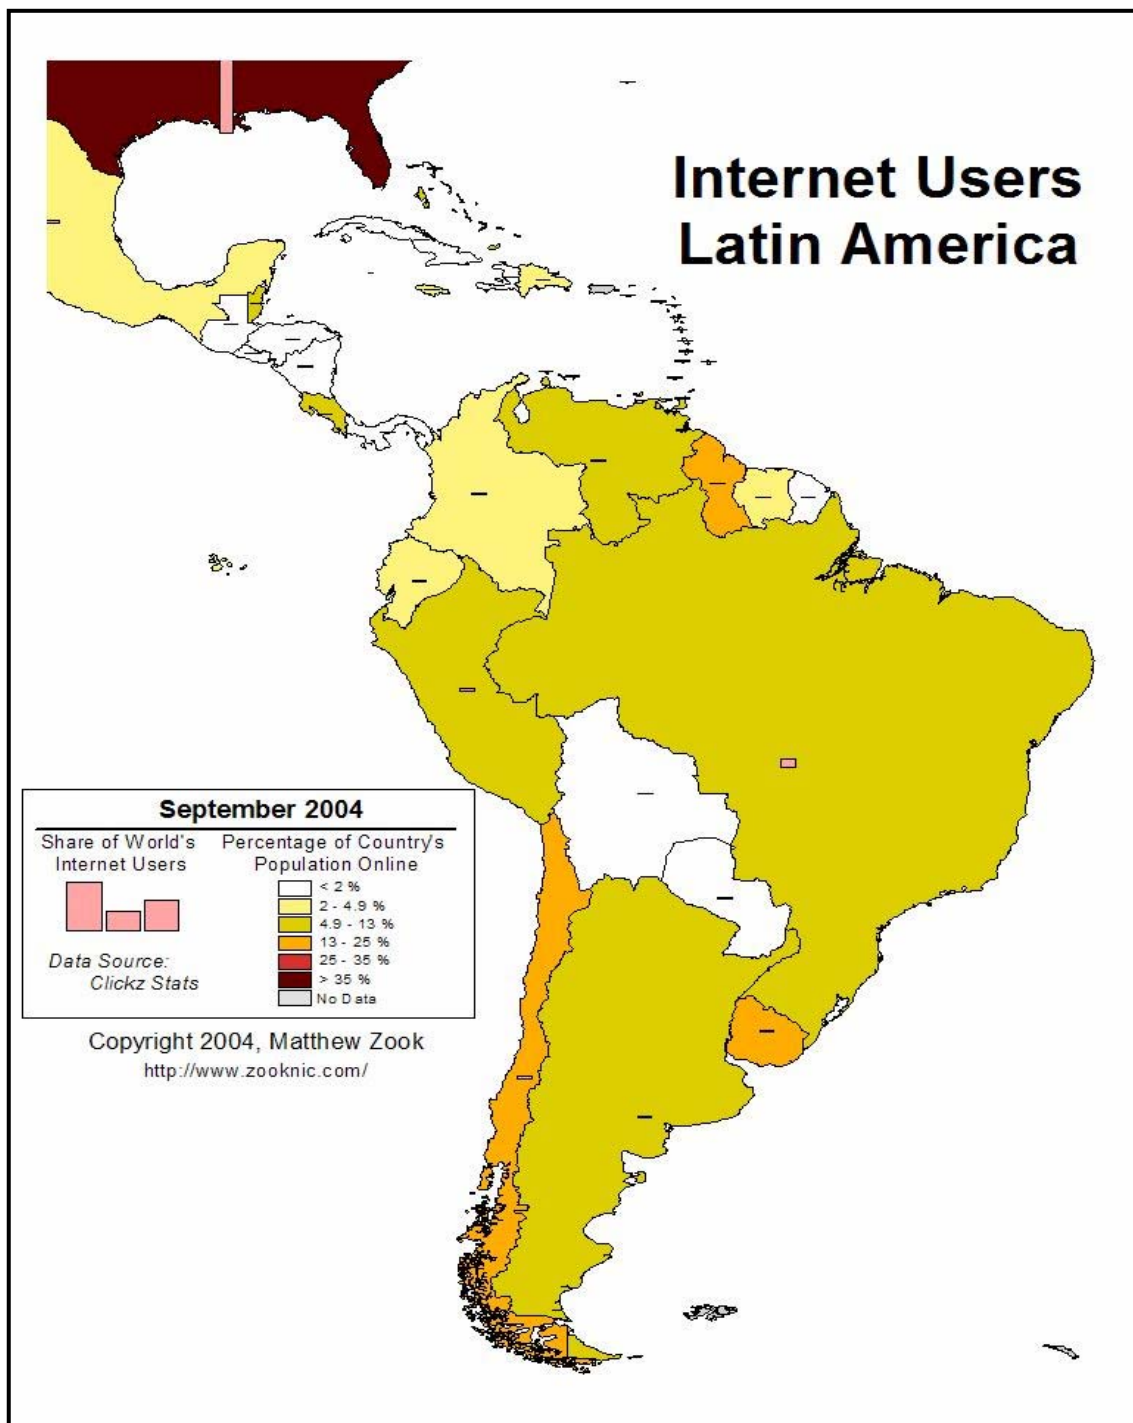 Internet Users
Latin America
September 2004
Share of World's
Internet Users
Percentage of Country's
Population Online
< 2 %
2 - 4.9 %
4.9 - 13 %
13 - 25 %
25 - 35 %
> 35 %
No Data
Data Source:
Clickz Stats
Copyright 2004, Matthew Zook
http://www.zooknic.com/